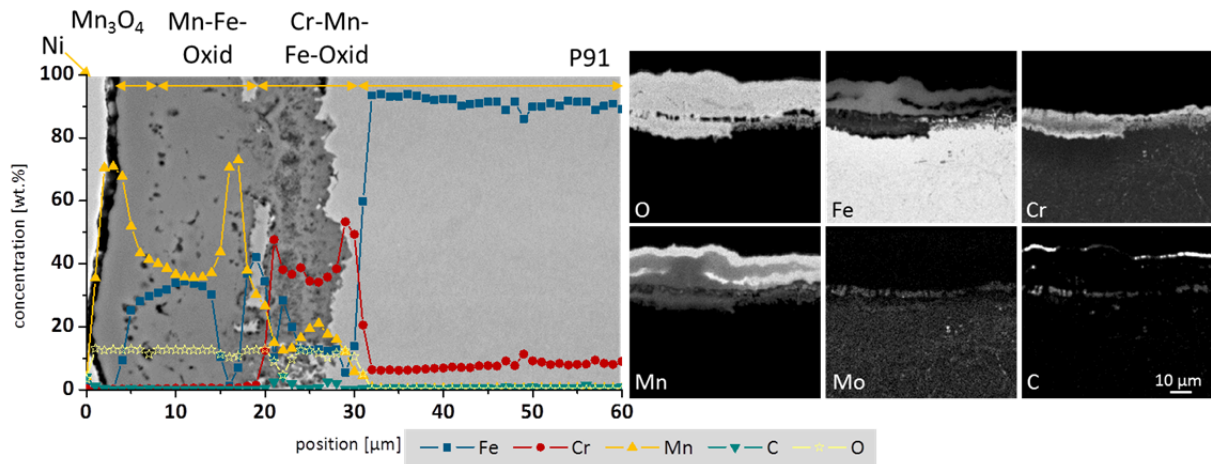 Mn₃O₄ Mn-Fe- Cr-Mn-
Ni Oxid Fe-Oxid P91
100
80
60
40
20
0
concentration [wt.%]
0 10 20 30 40 50 60
position [µm]
Fe Cr Mn C O
O Fe Cr
Mn Mo C
10 µm